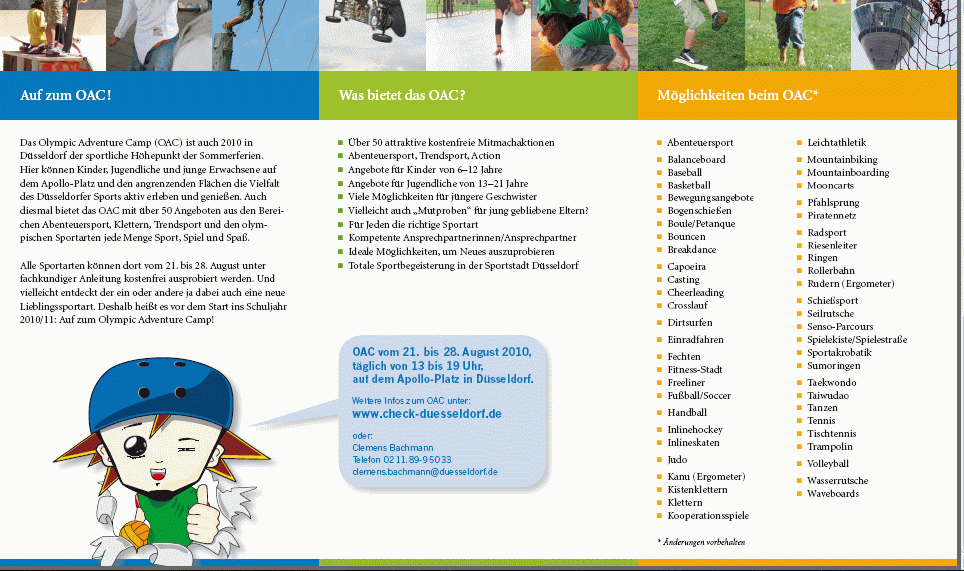 Auf zum OAC!
Das Olympic Adventure Camp (OAC) ist auch 2010 in
Düsseldorf der sportliche Höhepunkt der Sommerferien.
Hier können Kinder, Jugendliche und junge Erwachsene auf
dem Apollo-Platz und den angrenzenden Flächen die Vielfalt
des Düsseldorfer Sports aktiv erleben und genießen. Auch
diesmal bietet das OAC mit über 50 Angeboten aus den Berei-
chen Abenteuersport, Klettern, Trendsport und den olym-
pischen Sportarten jede Menge Sport, Spiel und Spaß.
Alle Sportarten können dort vom 21. bis 28. August unter
fachkundiger Anleitung kostenfrei ausprobiert werden. Und
vielleicht entdeckt der ein oder andere ja dabei auch eine neue
Lieblingssportart. Deshalb heißt es vor dem Start ins Schuljahr
2010/11: Auf zum Olympic Adventure Camp!
Was bietet das OAC?
Über 50 attraktive kostenfreie Mitmachaktionen
Abenteuersport, Trendsport, Action
Angebote für Kinder von 6–12 Jahre
Angebote für Jugendliche von 13–21 Jahre
Viele Möglichkeiten für jüngere Geschwister
Vielleicht auch „Mutproben“ für jung gebliebene Eltern?
Für Jeden die richtige Sportart
Kompetente Ansprechpartnerinnen/Ansprechpartner
Ideale Möglichkeiten, um Neues auszuprobieren
Totale Sportbegeisterung in der Sportstadt Düsseldorf
OAC vom 21. bis 28. August 2010,
täglich von 13 bis 19 Uhr,
auf dem Apollo-Platz in Düsseldorf.
Weitere Infos zum OAC unter:
www.check-duesseldorf.de
oder:
Clemens Bachmann
Telefon 02 11.89-9 50 33
clemens.bachmann@duesseldorf.de
Möglichkeiten beim OAC*
Abenteuersport
Balanceboard
Baseball
Basketball
Bewegungsangebote
Bogenschießen
Boule/Petanque
Bouncen
Breakdance
Capoeira
Casting
Cheerleading
Crosslauf
Dirtsurfen
Einradfahren
Fechten
Fitness-Stadt
Freeliner
Fußball/Soccer
Handball
Inlinehockey
Inlineskaten
Judo
Kanu (Ergometer)
Kistenklettern
Klettern
Kooperationsspiele
Leichtathletik
Mountainbiking
Mountainboarding
Mooncarts
Pfahlsprung
Piratennetz
Radsport
Riesenleiter
Ringen
Rollerbahn
Rudern (Ergometer)
Schießsport
Seilrutsche
Senso-Parcours
Spielekiste/Spielestraße
Sportakrobatik
Sumoringen
Taekwondo
Taiwudao
Tanzen
Tennis
Tischtennis
Trampolin
Volleyball
Wasserrutsche
Waveboards
* Änderungen vorbehalten